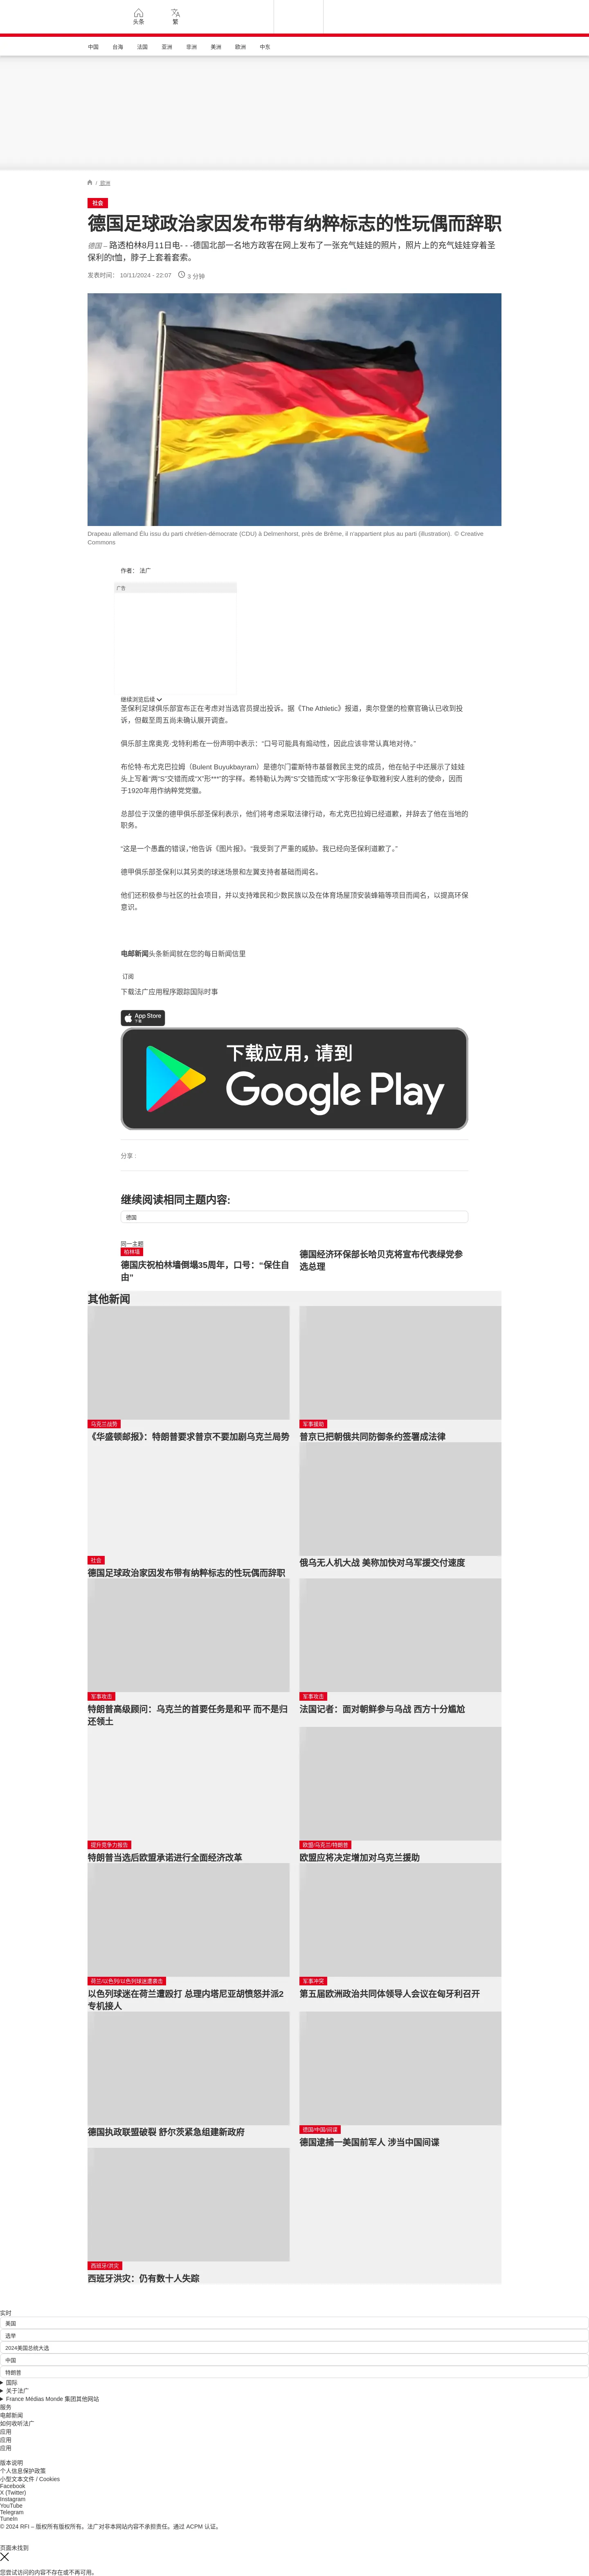 头条
繁
中国 台海 法国 亚洲 非洲 美洲 欧洲 中东
/ 欧洲
社会
德国足球政治家因发布带有纳粹标志的性玩偶而辞职
德国 – 路透柏林8月11日电- - -德国北部一名地方政客在网上发布了一张充气娃娃的照片，照片上的充气娃娃穿着圣
保利的t恤，脖子上套着套索。
发表时间： 10/11/2024 - 22:07 3 分钟
Drapeau allemand Élu issu du parti chrétien-démocrate (CDU) à Delmenhorst, près de Brême, il n'appartient plus au parti (illustration). © Creative
Commons
作者： 法广
广告
继续浏览后续
圣保利足球俱乐部宣布正在考虑对当选官员提出投诉。据《The Athletic》报道，奥尔登堡的检察官确认已收到投
诉，但截至周五尚未确认展开调查。
俱乐部主席奥克·戈特利希在一份声明中表示：“口号可能具有煽动性，因此应该非常认真地对待。”
布伦特·布尤克巴拉姆（Bulent Buyukbayram）是德尔门霍斯特市基督教民主党的成员，他在帖子中还展示了娃娃
头上写着“两“S”交错而成“X”形***”的字样。希特勒认为两“S”交错而成“X”字形象征争取雅利安人胜利的使命，因而
于1920年用作纳粹党党徽。
总部位于汉堡的德甲俱乐部圣保利表示，他们将考虑采取法律行动，布尤克巴拉姆已经道歉，并辞去了他在当地的
职务。
“这是一个愚蠢的错误，”他告诉《图片报》。“我受到了严重的威胁。我已经向圣保利道歉了。”
德甲俱乐部圣保利以其另类的球迷场景和左翼支持者基础而闻名。
他们还积极参与社区的社会项目，并以支持难民和少数民族以及在体育场屋顶安装蜂箱等项目而闻名，以提高环保
意识。
电邮新闻头条新闻就在您的每日新闻信里
订阅
下载法广应用程序跟踪国际时事
App Store
下载
下载应用，请到
Google Play
分享 :
继续阅读相同主题内容:
德国
同一主题
柏林墙
德国庆祝柏林墙倒塌35周年，口号：“保住自
由”
德国经济环保部长哈贝克将宣布代表绿党参
选总理
其他新闻
乌克兰战势
《华盛顿邮报》：特朗普要求普京不要加剧乌克兰局势
军事援助
普京已把朝俄共同防御条约签署成法律
社会
德国足球政治家因发布带有纳粹标志的性玩偶而辞职
俄乌无人机大战 美称加快对乌军援交付速度
军事攻击
特朗普高级顾问：乌克兰的首要任务是和平 而不是归
还领土
军事攻击
法国记者：面对朝鲜参与乌战 西方十分尴尬
提升竞争力报告
特朗普当选后欧盟承诺进行全面经济改革
欧盟/乌克兰/特朗普
欧盟应将决定增加对乌克兰援助
荷兰/以色列/以色列球迷遭袭击
以色列球迷在荷兰遭殴打 总理内塔尼亚胡愤怒并派2
专机接人
军事冲突
第五届欧洲政治共同体领导人会议在匈牙利召开
德国执政联盟破裂 舒尔茨紧急组建新政府
德国/中国/间谍
德国逮捕一美国前军人 涉当中国间谍
西班牙/洪灾
西班牙洪灾：仍有数十人失踪
实时
美国
选举
2024美国总统大选
中国
特朗普
国际
关于法广
France Médias Monde 集团其他网站
服务
电邮新闻
如何收听法广
应用
应用
应用
版本说明
个人信息保护政策
小型文本文件 / Cookies
Facebook
X (Twitter)
Instagram
YouTube
Telegram
TuneIn
© 2024 RFI – 版权所有版权所有。法广对非本网站内容不承担责任。通过 ACPM 认证。
页面未找到
您尝试访问的内容不存在或不再可用。